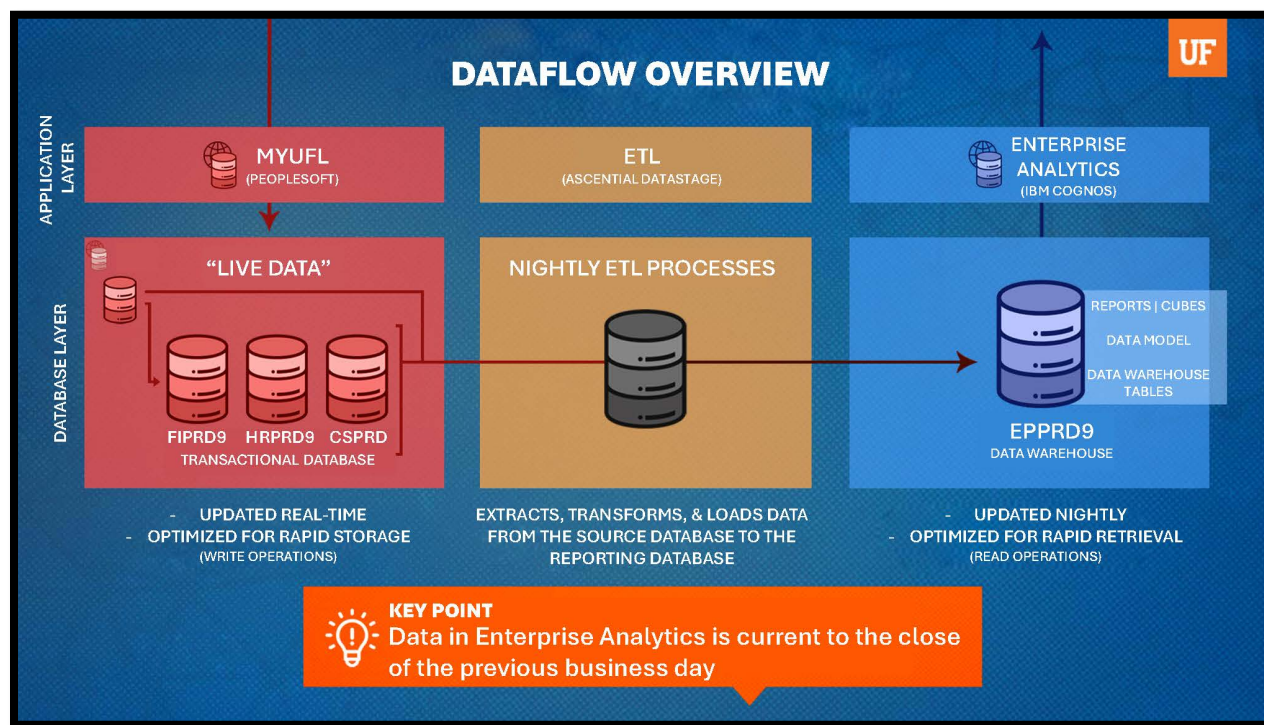 UF
DATAFLOW OVERVIEW
APPLICATION
LAYER
MYUFL
(PEOPLESOFT)
ETL
(ASCENTIAL DATASTAGE)
ENTERPRISE
ANALYTICS
(IBM COGNOS)
DATABASE LAYER
“LIVE DATA”
FIPRD9 HRPRD9 CSPRD
TRANSACTIONAL DATABASE
NIGHTLY ETL PROCESSES
REPORTS | CUBES
DATA MODEL
DATA WAREHOUSE
TABLES
EPPRD9
DATA WAREHOUSE
- UPDATED REAL-TIME
- OPTIMIZED FOR RAPID STORAGE
(WRITE OPERATIONS)
EXTRACTS, TRANSFORMS, & LOADS DATA
FROM THE SOURCE DATABASE TO THE
REPORTING DATABASE
- UPDATED NIGHTLY
- OPTIMIZED FOR RAPID RETRIEVAL
(READ OPERATIONS)
KEY POINT
Data in Enterprise Analytics is current to the close
of the previous business day